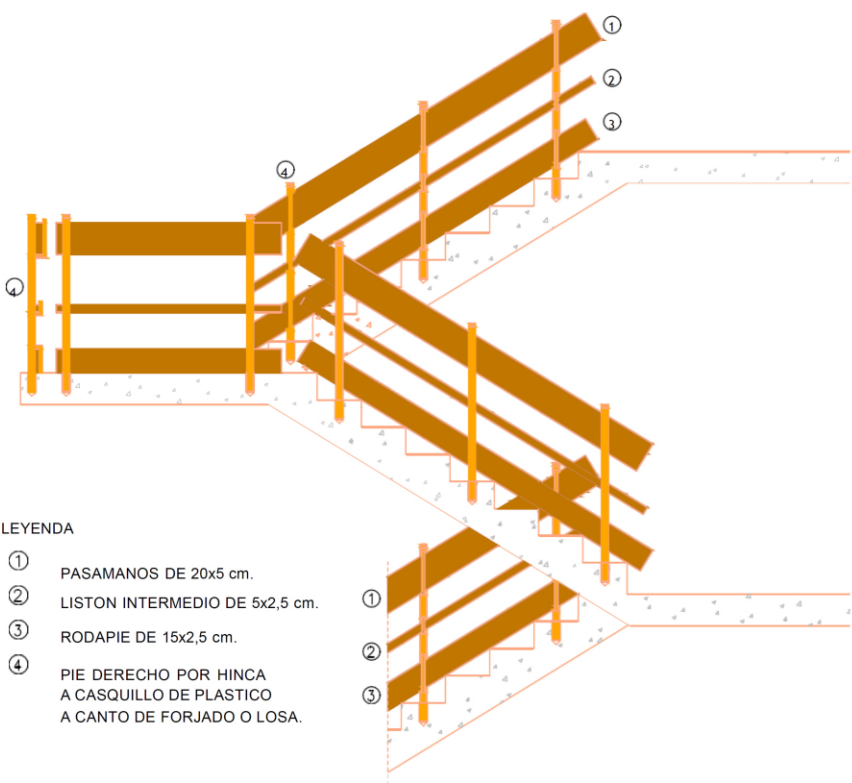 1
2
3
4
4
LEYENDA
1 PASAMANOS DE 20x5 cm.
2 LISTON INTERMEDIO DE 5x2,5 cm.
3 RODAPIE DE 15x2,5 cm.
4 PIE DERECHO POR HINCA
A CASQUILLO DE PLASTICO
A CANTO DE FORJADO O LOSA.
1
2
3